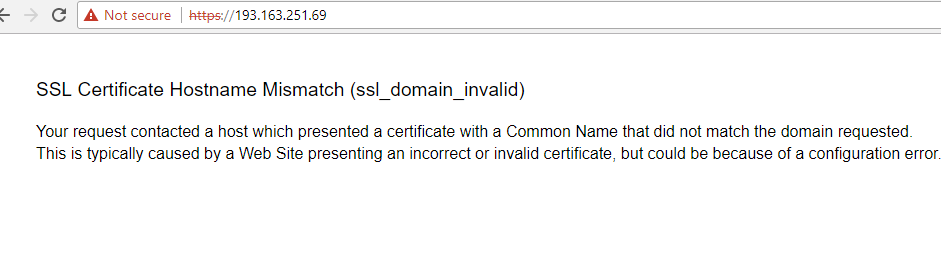 Not secure | https://193.163.251.69
SSL Certificate Hostname Mismatch (ssl_domain_invalid)
Your request contacted a host which presented a certificate with a Common Name that did not match the domain requested.
This is typically caused by a Web Site presenting an incorrect or invalid certificate, but could be because of a configuration error.